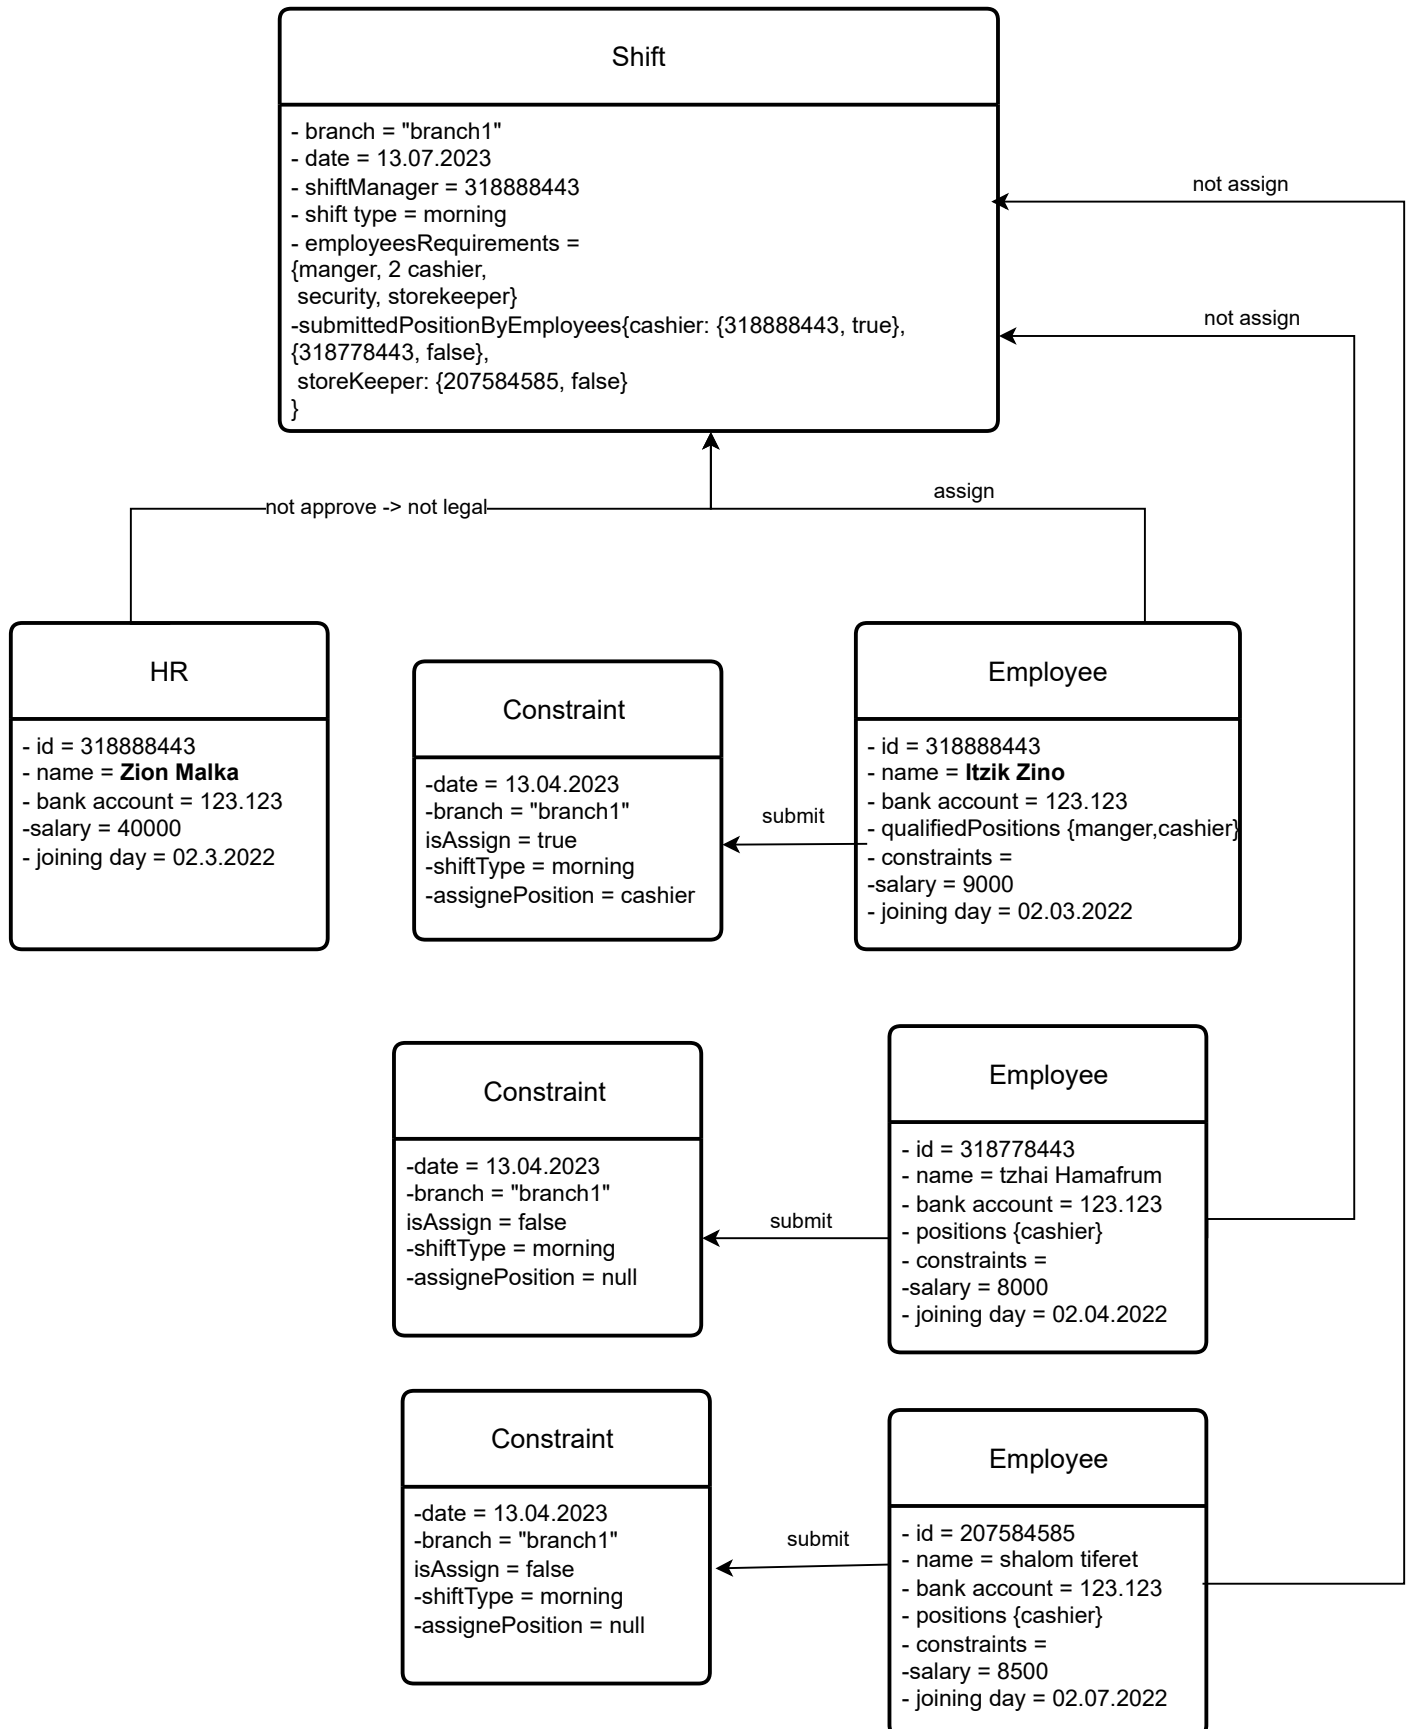 Shift
- branch = "branch1"
- date = 13.07.2023
- shiftManager = 318888443
- shift type = morning
- employeesRequirements =
{manger, 2 cashier,
security, storekeeper}
-submittedPositionByEmployees{cashier: {318888443, true},
{318778443, false},
storeKeeper: {207584585, false}
}
not assign
not assign
not approve -> not legal
assign
HR
- id = 318888443
- name = Zion Malka
- bank account = 123.123
-salary = 40000
- joining day = 02.3.2022
Constraint
-date = 13.04.2023
-branch = "branch1"
isAssign = true
-shiftType = morning
-assignePosition = cashier
submit
Employee
- id = 318888443
- name = Itzik Zino
- bank account = 123.123
- qualifiedPositions {manger,cashier}
- constraints =
-salary = 9000
- joining day = 02.03.2022
Constraint
-date = 13.04.2023
-branch = "branch1"
isAssign = false
-shiftType = morning
-assignePosition = null
submit
Employee
- id = 318778443
- name = tzhai Hamafrum
- bank account = 123.123
- positions {cashier}
- constraints =
-salary = 8000
- joining day = 02.04.2022
Constraint
-date = 13.04.2023
-branch = "branch1"
isAssign = false
-shiftType = morning
-assignePosition = null
submit
Employee
- id = 207584585
- name = shalom tiferet
- bank account = 123.123
- positions {cashier}
- constraints =
-salary = 8500
- joining day = 02.07.2022